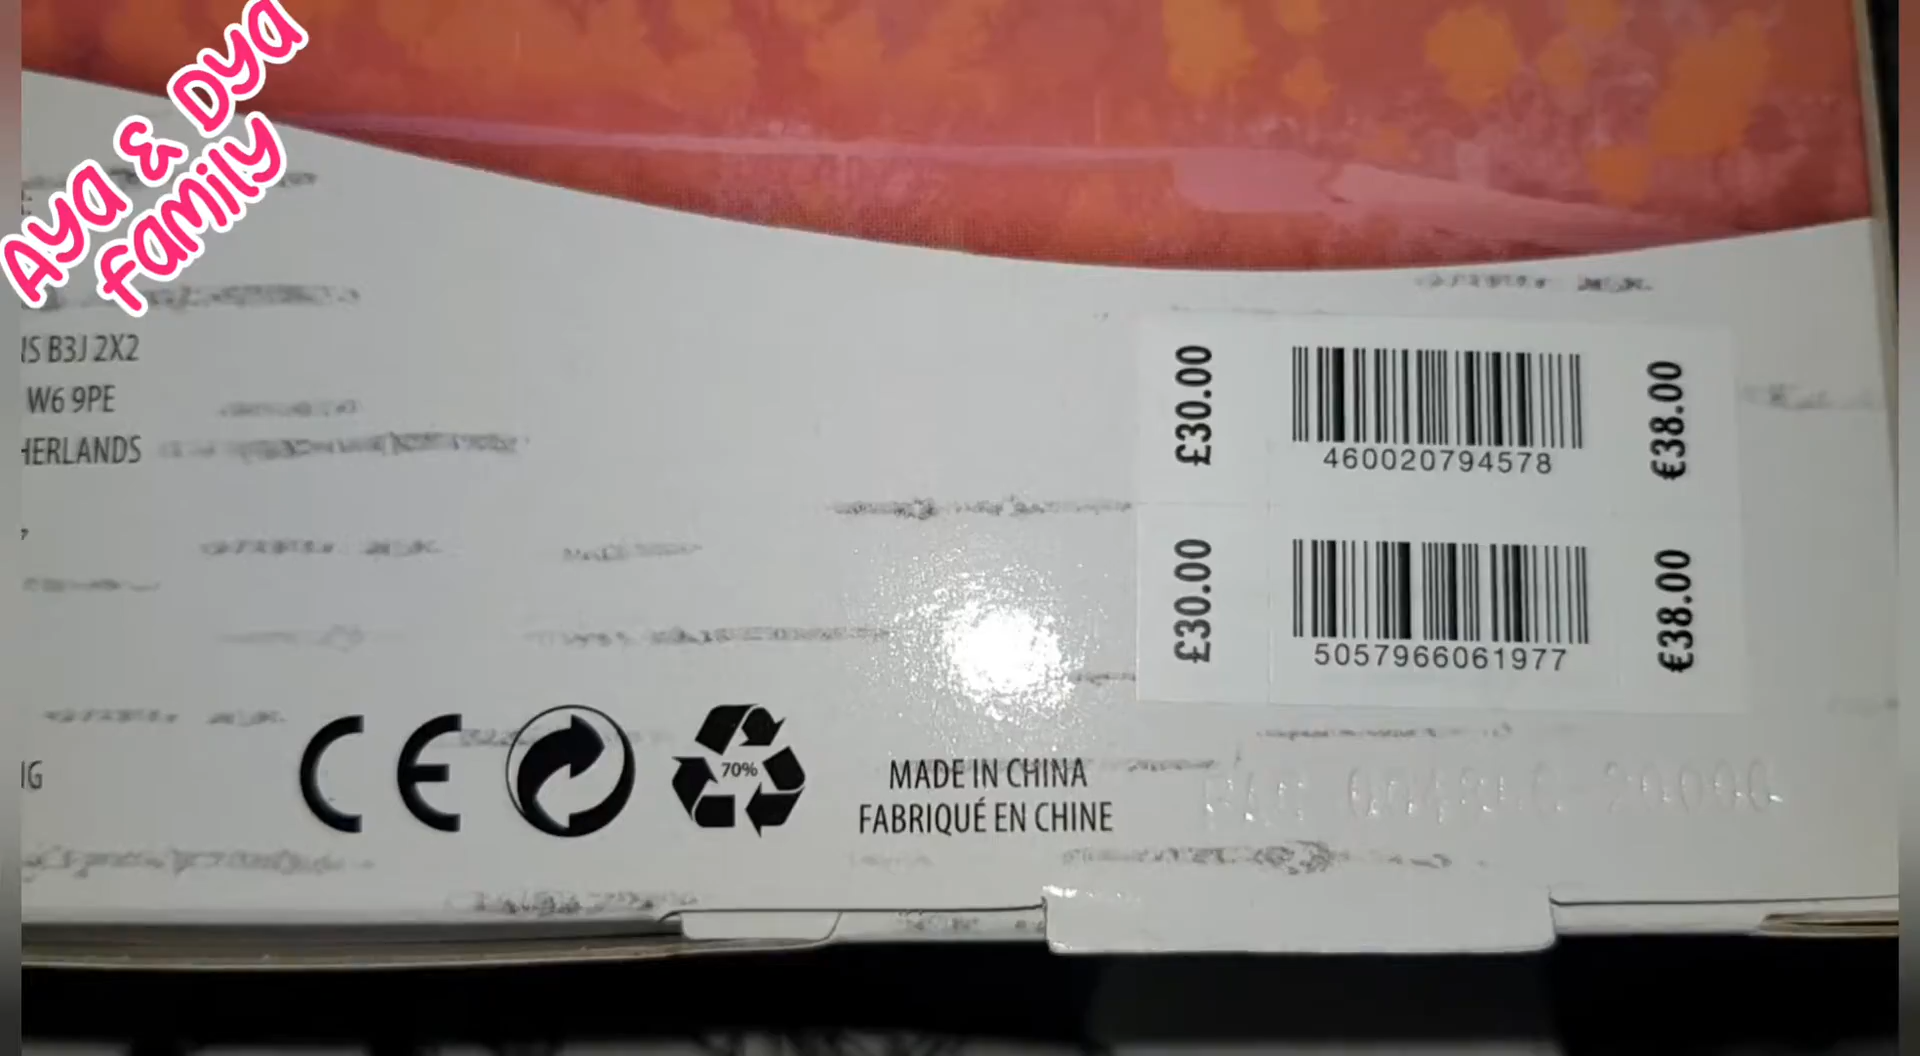 Aya & Dya
family
NS B3J 2X2
W6 9PE
HERLANDS
£30.00
460020794578
€38.00
£30.00
5057966061977
€38.00
CE
70%
MADE IN CHINA
FABRIQUÉ EN CHINE